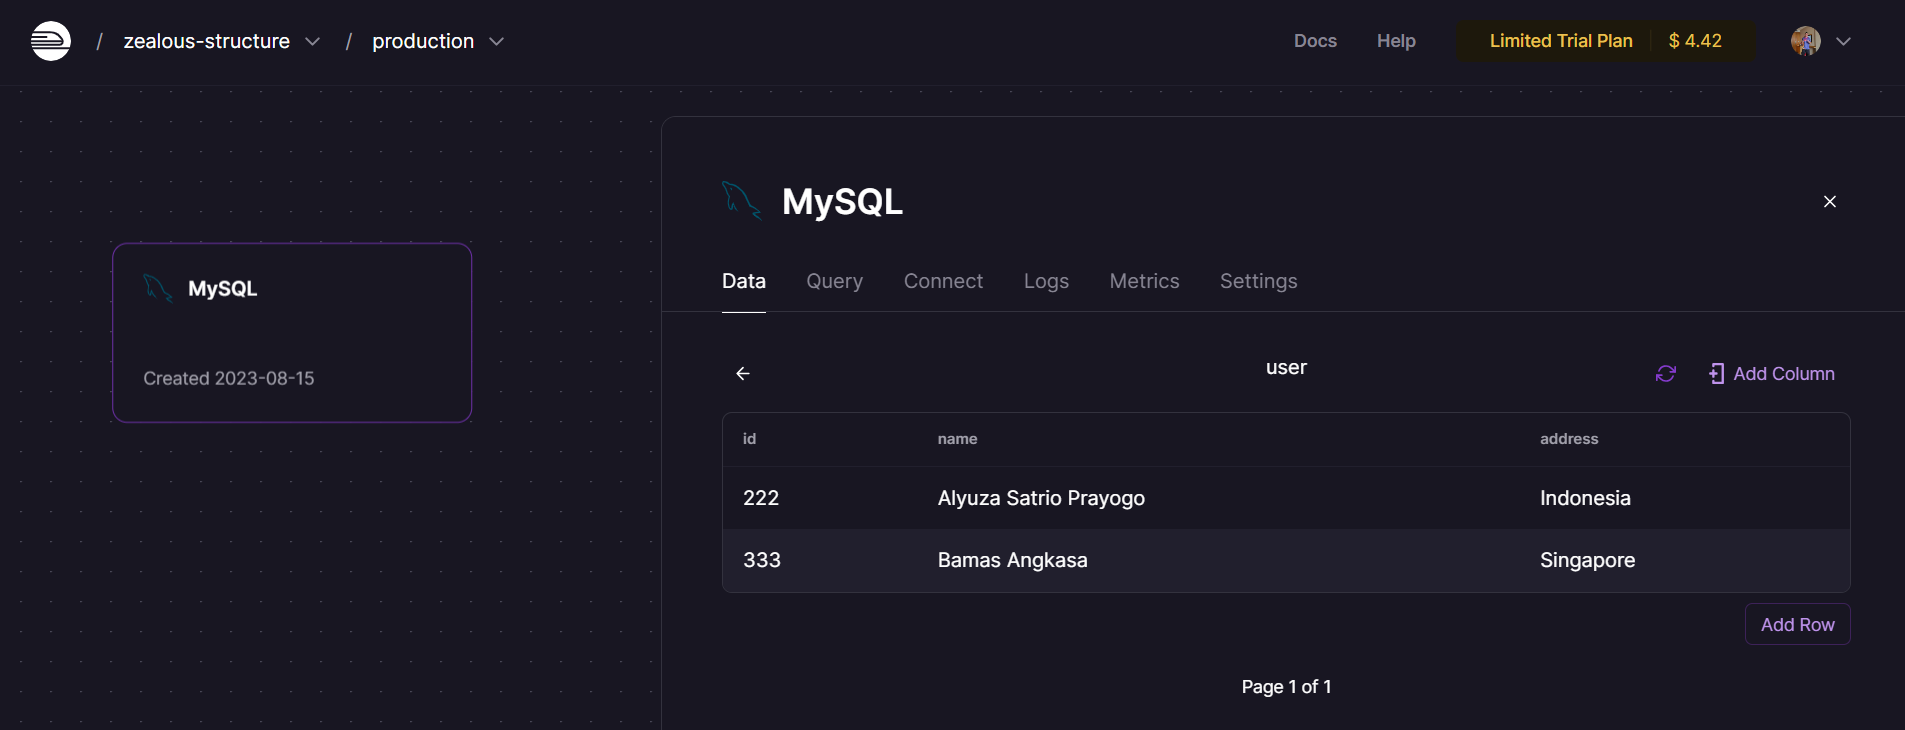 / zealous-structure / production Docs Help Limited Trial Plan $ 4.42
MySQL
Created 2023-08-15
MySQL
Data Query Connect Logs Metrics Settings
user Add Column
id name address
222 Alyuza Satrio Prayogo Indonesia
333 Bamas Angkasa Singapore
Add Row
Page 1 of 1